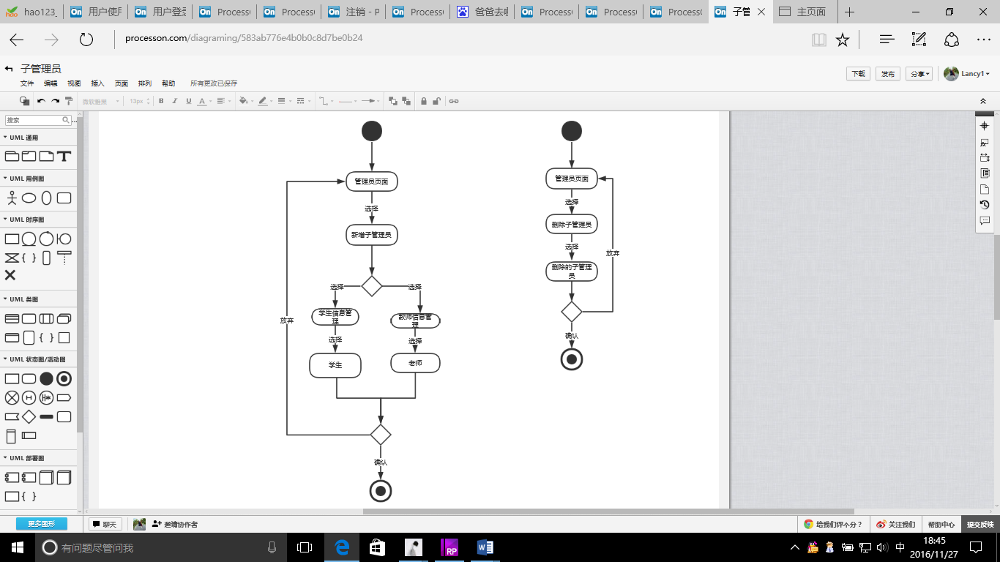 hao123_
用户使用
用户登录
ProcessO
ProcessO
注销 - P
ProcessO
爸爸去哪
ProcessO
ProcessO
ProcessO
子管
主页面
processon.com/diagraming/583ab776e4b0b0c8d7be0b24
子管理员
文件 编辑 视图 插入 页面 排列 帮助 所有更改已保存
下载 发布 分享 Lancy1
微软雅黑 13px B I U A
搜索
UML 通用
UML 用例图
UML 时序图
UML 类图
UML 状态图/活动图
UML 部署图
更多图形
管理员页面
选择
新增子管理员
选择
选择
学生信息管
理
教师信息管
理
放弃
选择
选择
学生
老师
确认
管理员页面
选择
删除子管理员
选择
放弃
删除的子管理
员
确认
聊天
邀请协作者
给我们评个分？
关注我们
帮助中心
提交反馈
有问题尽管问我
RP
中
18:45
2016/11/27